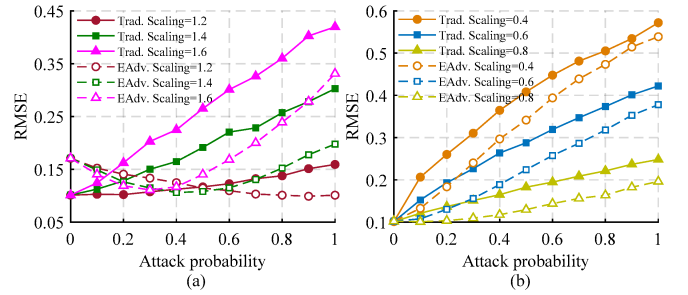 0.45
0.35
0.25
0.15
0.05
RMSE
Trad. Scaling=1.2
Trad. Scaling=1.4
Trad. Scaling=1.6
EAdv. Scaling=1.2
EAdv. Scaling=1.4
EAdv. Scaling=1.6
0 0.2 0.4 0.6 0.8 1
Attack probability
(a)
0.6
0.5
0.4
0.3
0.2
0.1
RMSE
Trad. Scaling=0.4
Trad. Scaling=0.6
Trad. Scaling=0.8
EAdv. Scaling=0.4
EAdv. Scaling=0.6
EAdv. Scaling=0.8
0 0.2 0.4 0.6 0.8 1
Attack probability
(b)